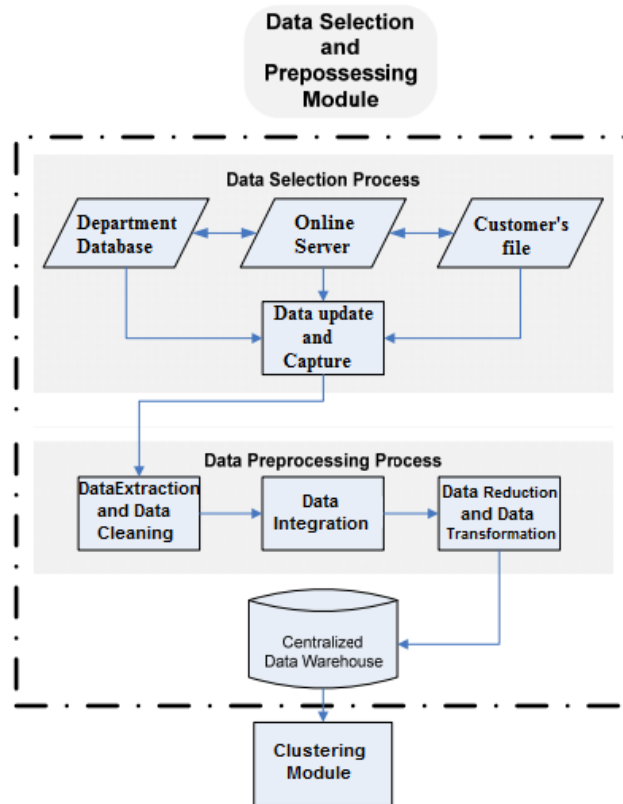 Data Selection
and
Prepossessing
Module
Data Selection Process
Department
Database
Online
Server
Customer's
file
Data update
and
Capture
Data Preprocessing Process
DataExtraction
and Data
Cleaning
Data
Integration
Data Reduction
and Data
Transformation
Centralized
Data Warehouse
Clustering
Module